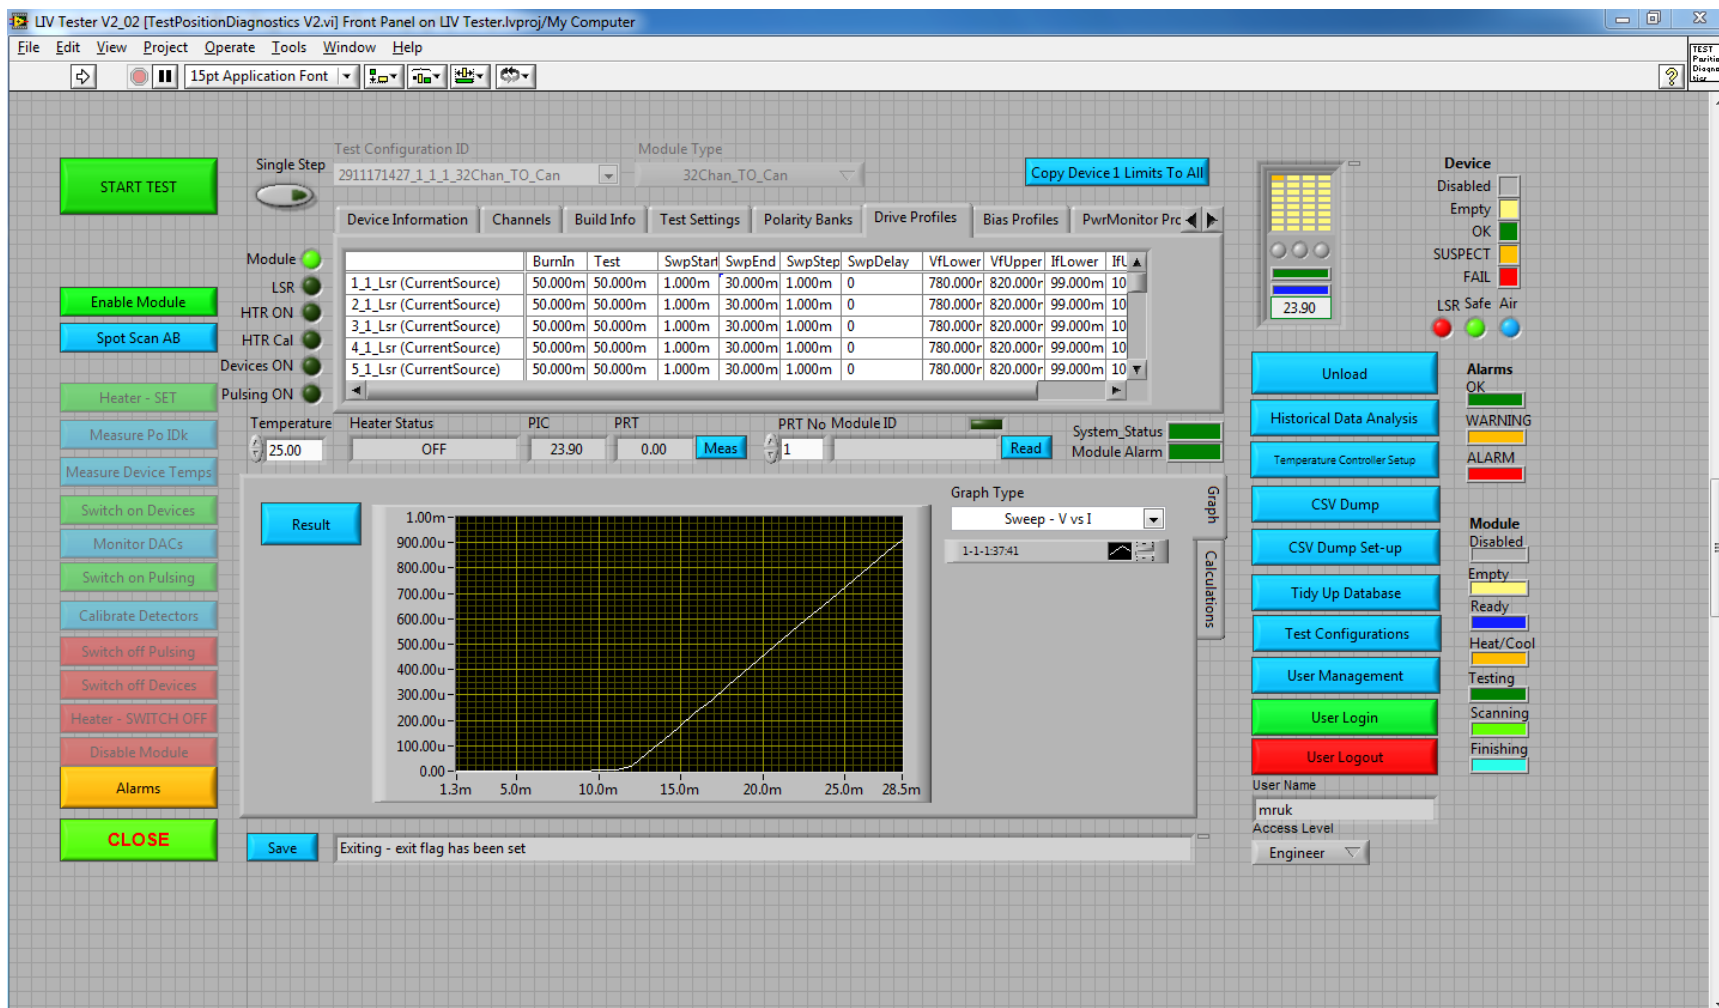 LIV Tester V2_02 [TestPositionDiagnostics V2.vi] Front Panel on LIV Tester.lvproj/My Computer
File Edit View Project Operate Tools Window Help
15pt Application Font
TEST
START TEST
Single Step
Test Configuration ID
2911171427_1_1_1_32Chan_TO_Can
Module Type
32Chan_TO_Can
Copy Device 1 Limits To All
Device Information Channels Build Info Test Settings Polarity Banks Drive Profiles Bias Profiles PwrMonitor Prc
BurnIn Test SwpStart SwpEnd SwpStep SwpDelay VfLower VfUpper IfLower IfU
1_1_Lsr (CurrentSource) 50.000m 50.000m 1.000m 30.000m 1.000m 0 780.000r 820.000r 99.000m 10
2_1_Lsr (CurrentSource) 50.000m 50.000m 1.000m 30.000m 1.000m 0 780.000r 820.000r 99.000m 10
3_1_Lsr (CurrentSource) 50.000m 50.000m 1.000m 30.000m 1.000m 0 780.000r 820.000r 99.000m 10
4_1_Lsr (CurrentSource) 50.000m 50.000m 1.000m 30.000m 1.000m 0 780.000r 820.000r 99.000m 10
5_1_Lsr (CurrentSource) 50.000m 50.000m 1.000m 30.000m 1.000m 0 780.000r 820.000r 99.000m 10
Module
LSR
HTR ON
HTR Cal
Devices ON
Pulsing ON
Enable Module
Spot Scan AB
Heater - SET
Measure Po IDk
Measure Device Temps
Switch on Devices
Monitor DACs
Switch on Pulsing
Calibrate Detectors
Switch off Pulsing
Switch off Devices
Heater - SWITCH OFF
Disable Module
Alarms
CLOSE
Temperature
25.00
Heater Status
OFF
PIC
23.90
PRT
0.00
Meas
PRT No
1
Module ID
Read
System_Status
Module Alarm
Result
1.00m
900.00u
800.00u
700.00u
600.00u
500.00u
400.00u
300.00u
200.00u
100.00u
0.00
1.3m 5.0m 10.0m 15.0m 20.0m 25.0m 28.5m
Graph Type
Sweep - V vs I
1-1-1:37:41
Graph
Calculations
Save
Exiting - exit flag has been set
23.90
Device
Disabled
Empty
OK
SUSPECT
FAIL
LSR Safe Air
Unload
Historical Data Analysis
Temperature Controller Setup
CSV Dump
CSV Dump Set-up
Tidy Up Database
Test Configurations
User Management
User Login
User Logout
User Name
mruk
Access Level
Engineer
Alarms
OK
WARNING
ALARM
Module
Disabled
Empty
Ready
Heat/Cool
Testing
Scanning
Finishing